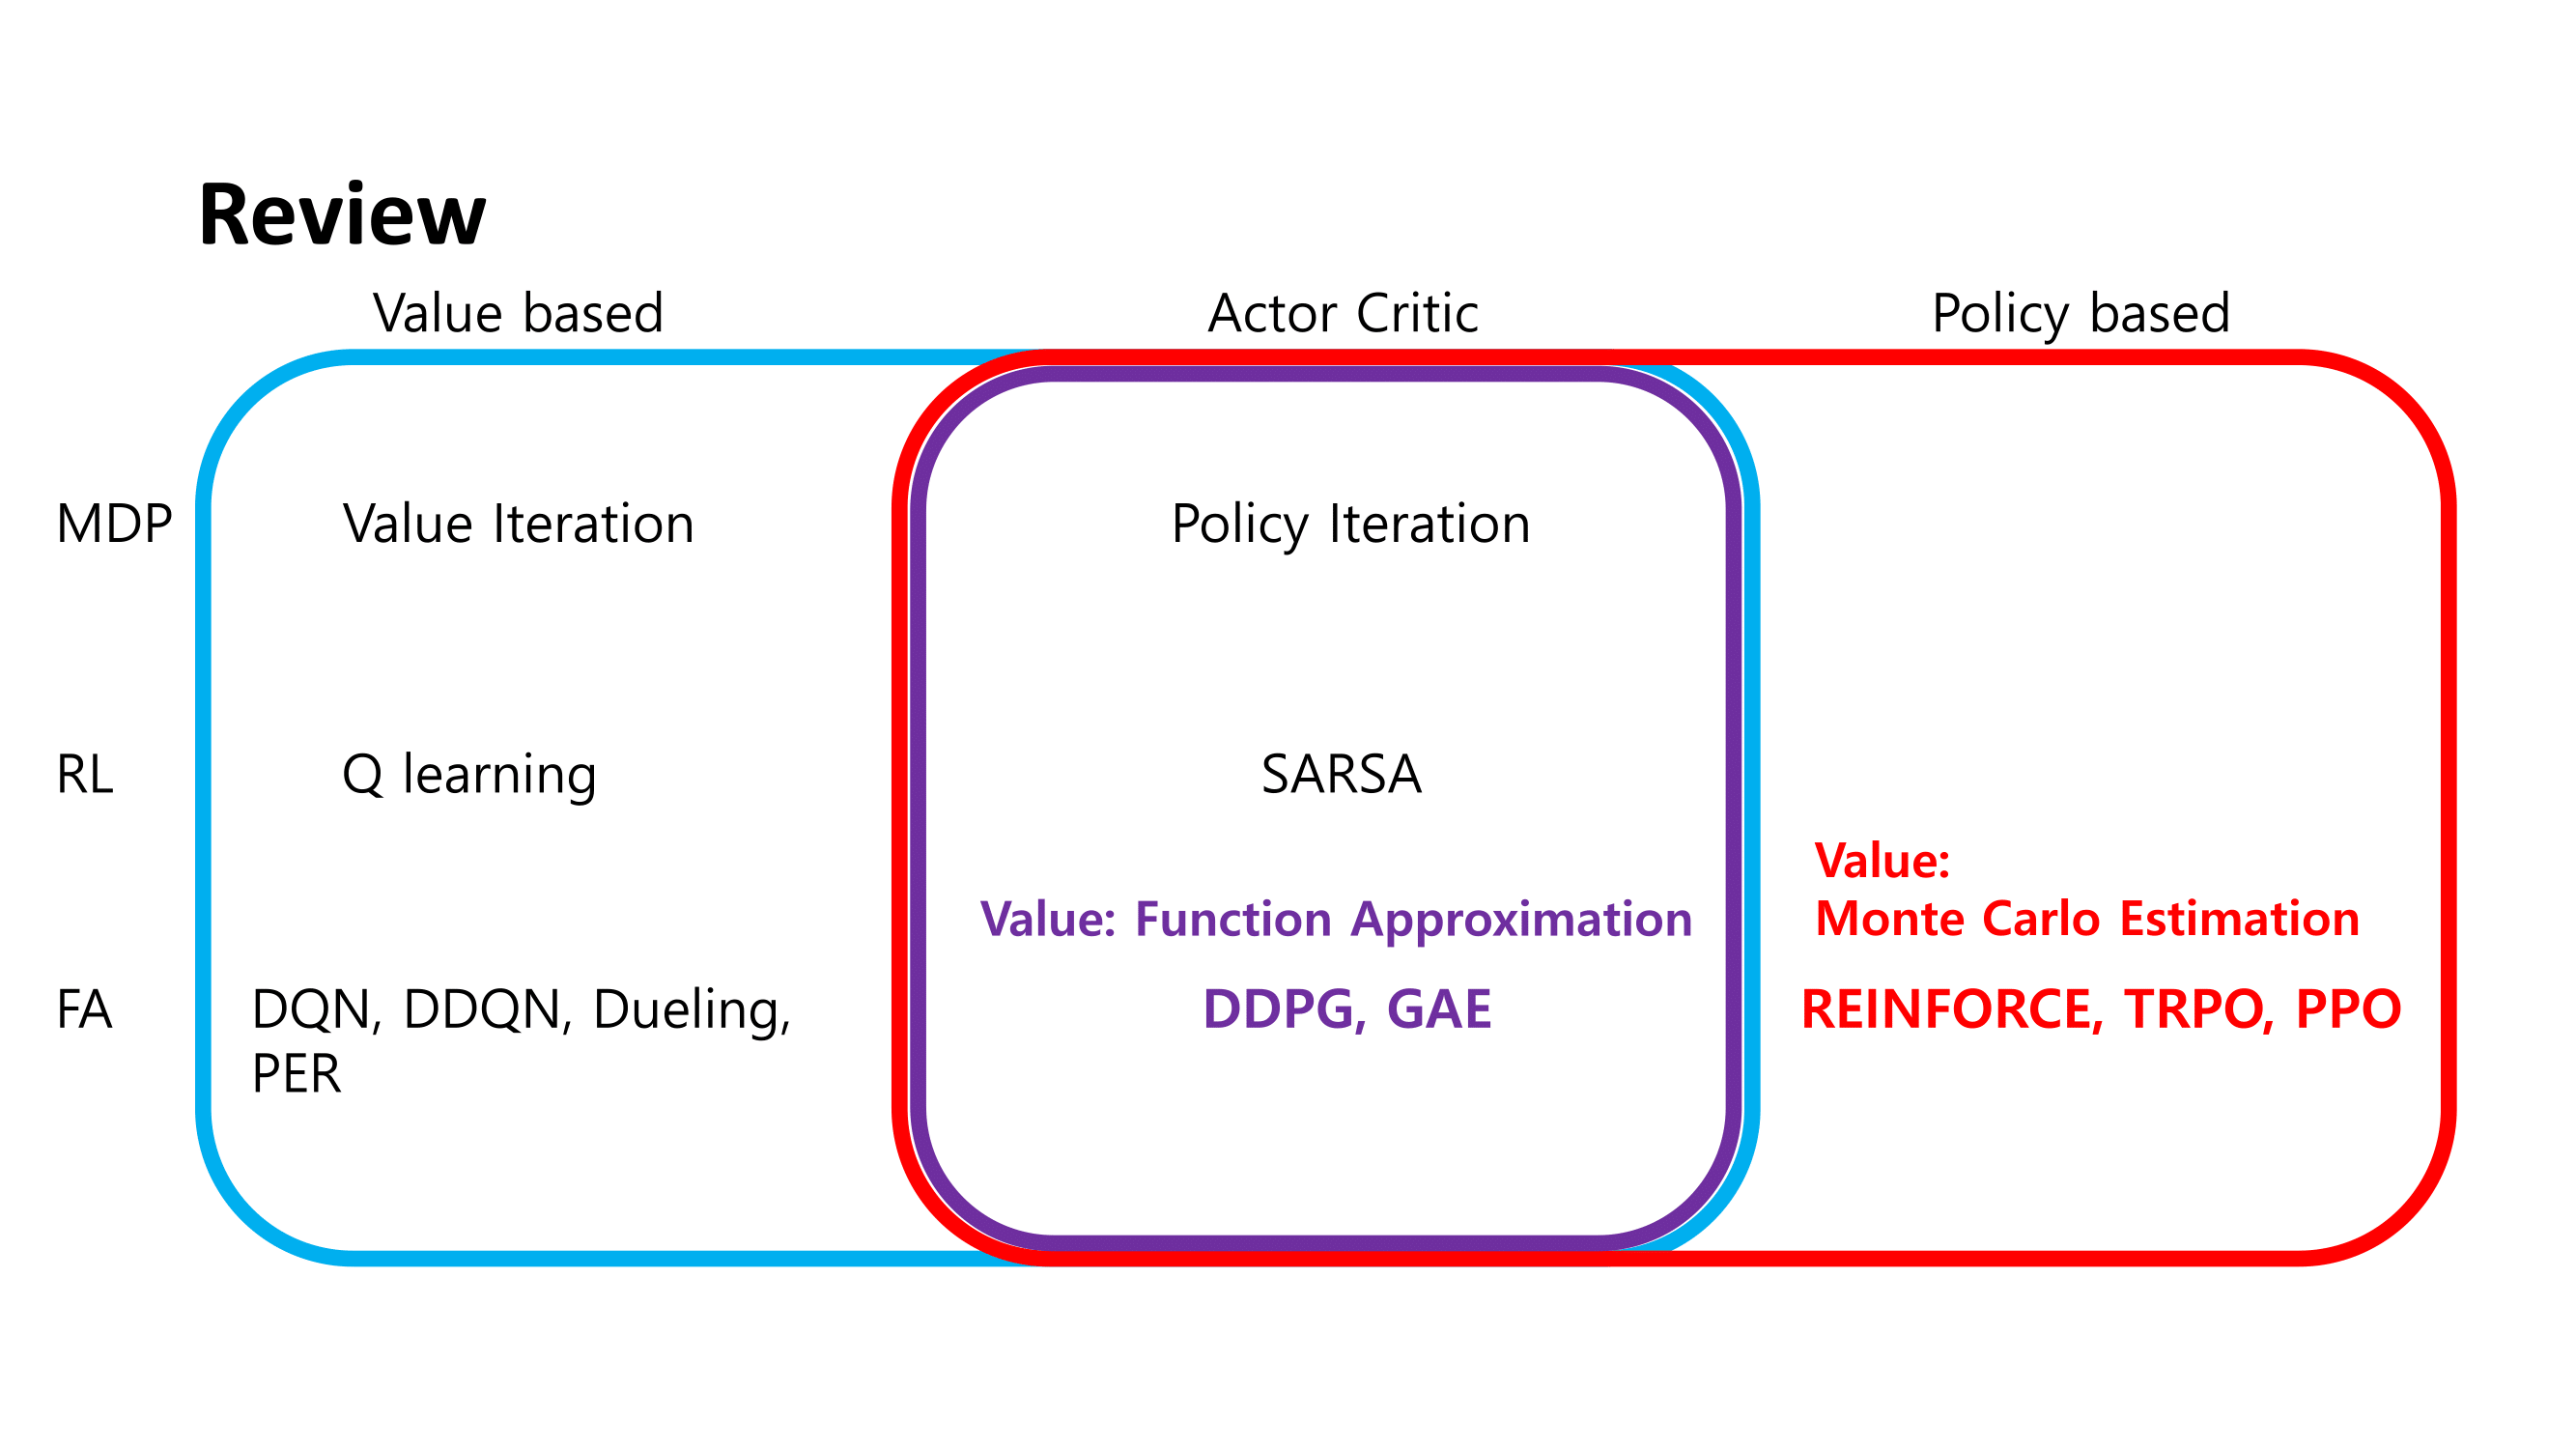 Review
Value based
Actor Critic
Policy based
MDP
Value Iteration
Policy Iteration
RL
Q learning
SARSA
Value: Function Approximation
Value:
Monte Carlo Estimation
FA
DQN, DDQN, Dueling,
PER
DDPG, GAE
REINFORCE, TRPO, PPO